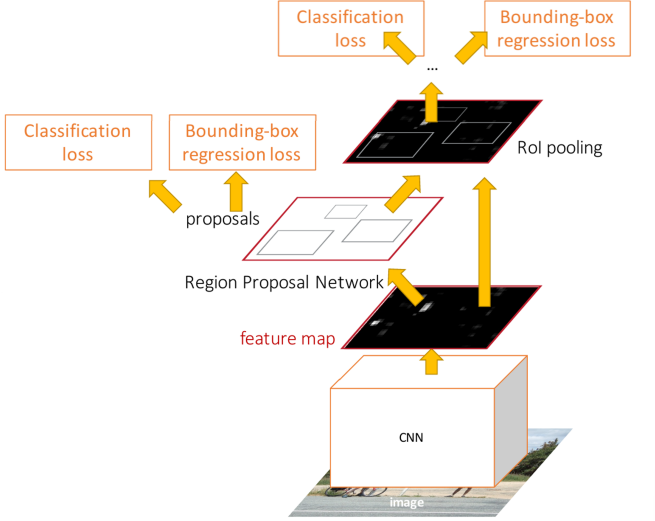 Classification
loss
Bounding-box
regression loss
...
Classification
loss
Bounding-box
regression loss
RoI pooling
proposals
Region Proposal Network
feature map
CNN
image